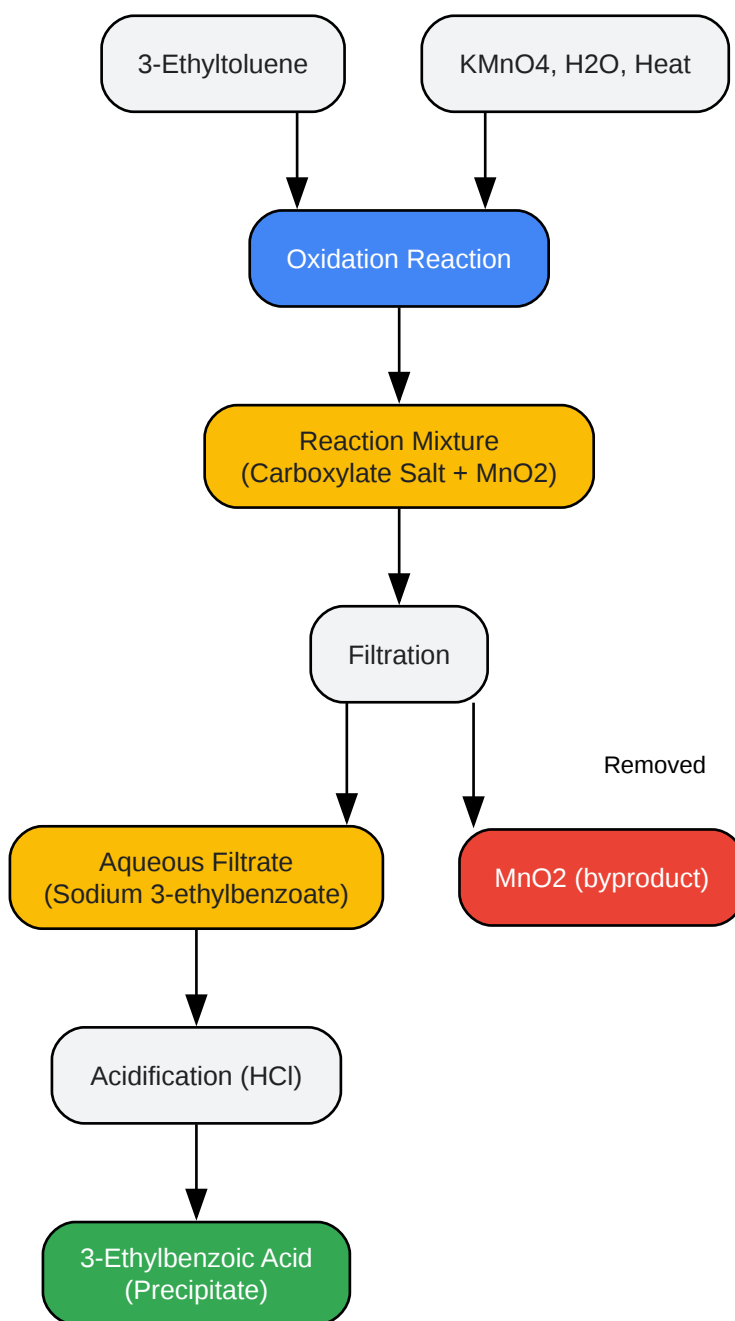 3-Ethyltoluene
KMnO4, H2O, Heat
Oxidation Reaction
Reaction Mixture
(Carboxylate Salt + MnO2)
Filtration
Removed
Aqueous Filtrate
(Sodium 3-ethylbenzoate)
MnO2 (byproduct)
Acidification (HCl)
3-Ethylbenzoic Acid
(Precipitate)